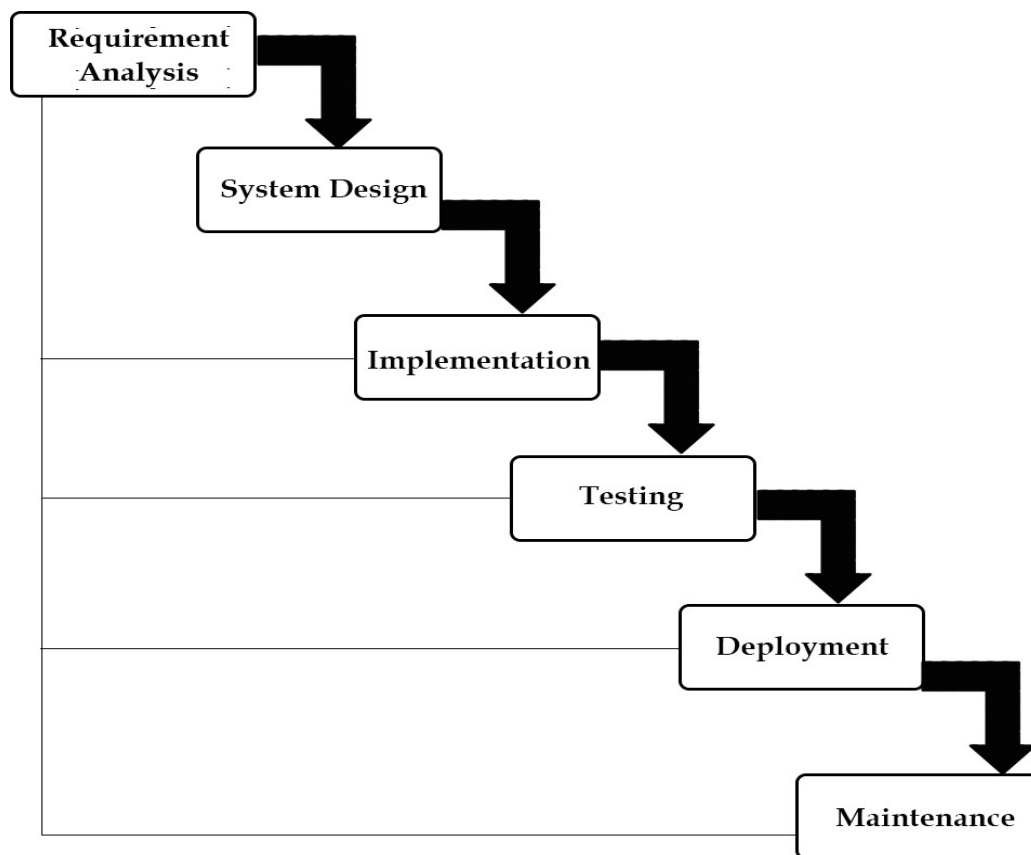 Requirement
Analysis
System Design
Implementation
Testing
Deployment
Maintenance